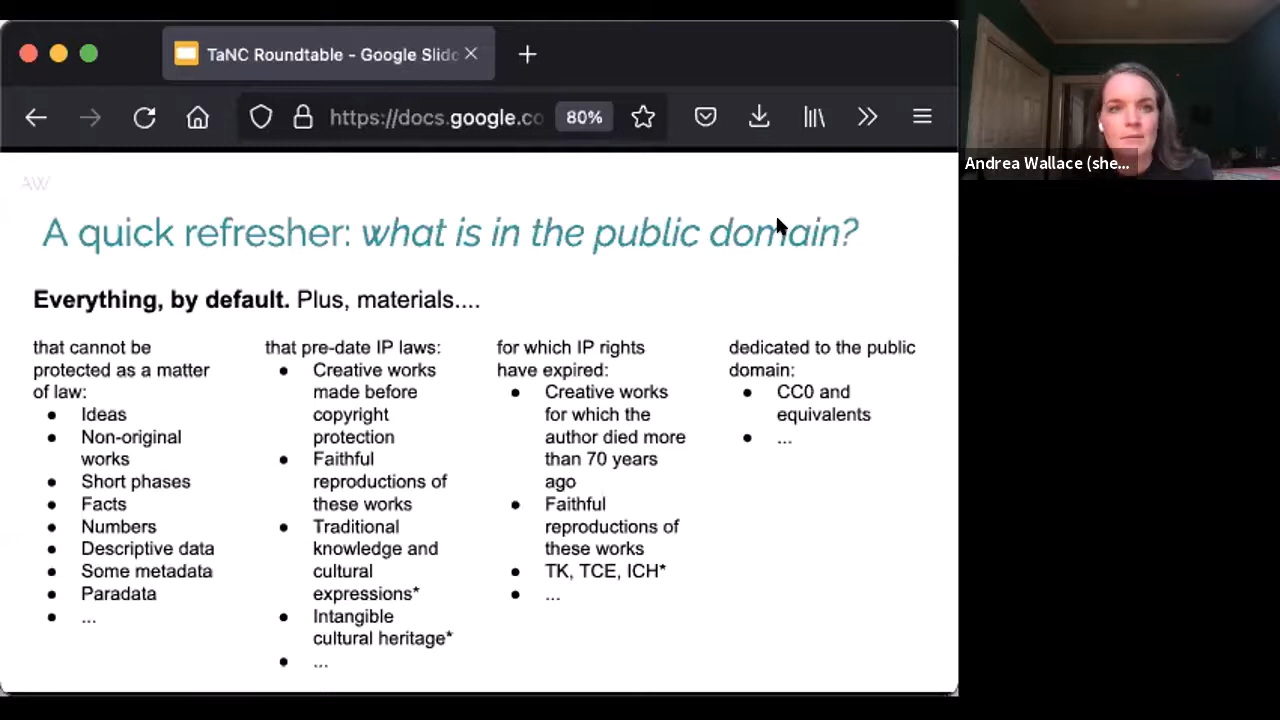 TaNC Roundtable - Google Slide
https://docs.google.co
80%
Andrea Wallace (she...
AW
A quick refresher: what is in the public domain?
Everything, by default. Plus, materials....
that cannot be
protected as a matter
of law:
● Ideas
● Non-original
works
● Short phases
● Facts
● Numbers
● Descriptive data
● Some metadata
● Paradata
● ...
that pre-date IP laws:
● Creative works
made before
copyright
protection
● Faithful
reproductions of
these works
● Traditional
knowledge and
cultural
expressions*
● Intangible
cultural heritage*
● ...
for which IP rights
have expired:
● Creative works
for which the
author died more
than 70 years
ago
● Faithful
reproductions of
these works
● TK, TCE, ICH*
● ...
dedicated to the public
domain:
● CC0 and
equivalents
● ...